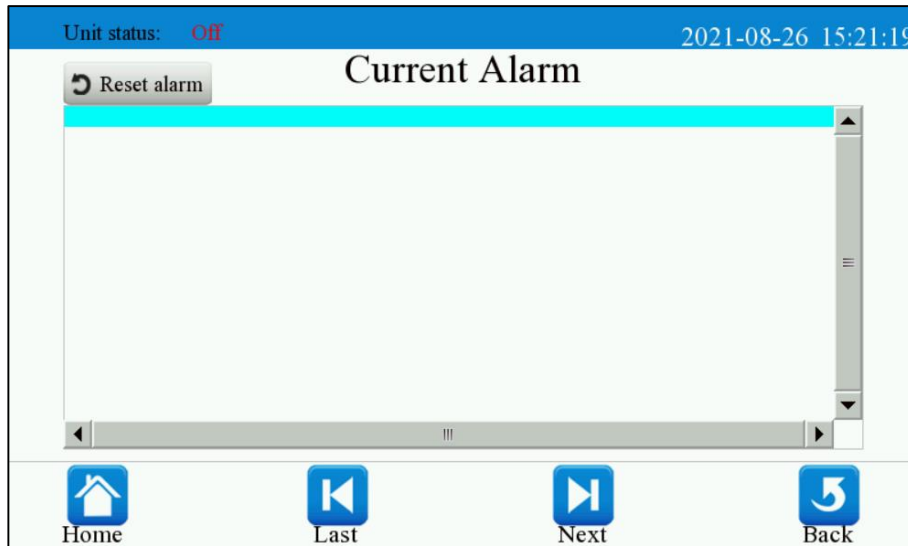 Unit status: Off
2021-08-26 15:21:19
Current Alarm
Reset alarm
Home
Last
Next
Back